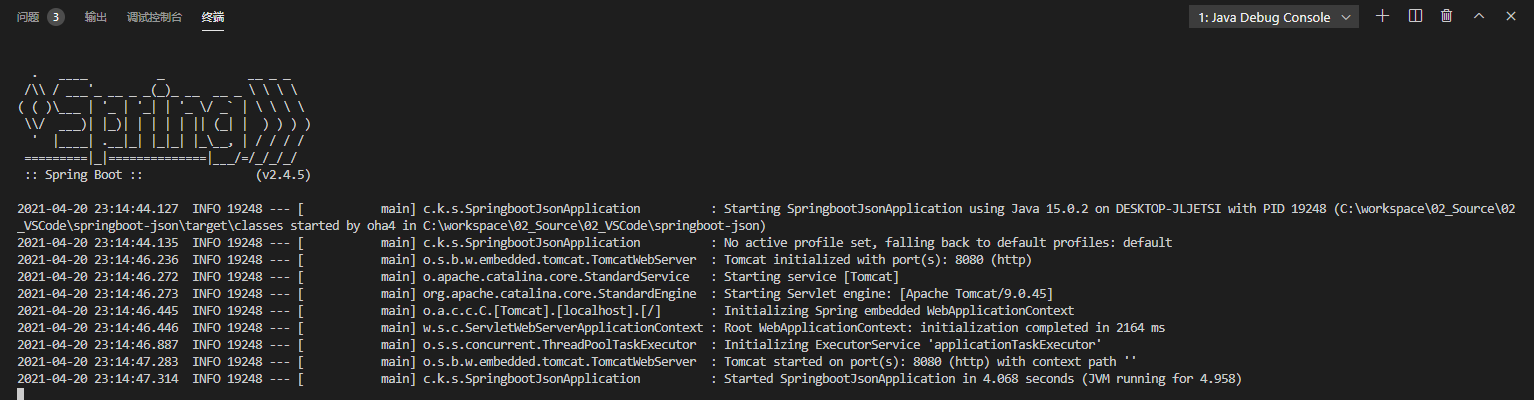 问题 3 输出 调试控制台 终端 1: Java Debug Console
  .   ____          _            __ _ _
 /\\ / ___'_ __ _ _(_)_ __  __ _ \ \ \ \
( ( )\___ | '_ | '_| | '_ \/ _` | \ \ \ \
 \\/  ___)| |_)| | | | | || (_| |  ) ) ) )
  '  |____| .__|_| |_|_| |_\__, | / / / /
 =========|_|==============|___/=/_/_/_/
 :: Spring Boot ::                (v2.4.5)
2021-04-20 23:14:44.127  INFO 19248 --- [           main] c.k.s.SpringbootJsonApplication          : Starting SpringbootJsonApplication using Java 15.0.2 on DESKTOP-JLJETSI with PID 19248 (C:\workspace\02_Source\02
_VSCode\springboot-json\target\classes started by oha4 in C:\workspace\02_Source\02_VSCode\springboot-json)
2021-04-20 23:14:44.135  INFO 19248 --- [           main] c.k.s.SpringbootJsonApplication          : No active profile set, falling back to default profiles: default
2021-04-20 23:14:46.236  INFO 19248 --- [           main] o.s.b.w.embedded.tomcat.TomcatWebServer  : Tomcat initialized with port(s): 8080 (http)
2021-04-20 23:14:46.272  INFO 19248 --- [           main] o.apache.catalina.core.StandardService   : Starting service [Tomcat]
2021-04-20 23:14:46.273  INFO 19248 --- [           main] org.apache.catalina.core.StandardEngine  : Starting Servlet engine: [Apache Tomcat/9.0.45]
2021-04-20 23:14:46.445  INFO 19248 --- [           main] o.a.c.c.C.[Tomcat].[localhost].[/]       : Initializing Spring embedded WebApplicationContext
2021-04-20 23:14:46.446  INFO 19248 --- [           main] w.s.c.ServletWebServerApplicationContext : Root WebApplicationContext: initialization completed in 2164 ms
2021-04-20 23:14:46.887  INFO 19248 --- [           main] o.s.s.concurrent.ThreadPoolTaskExecutor  : Initializing ExecutorService 'applicationTaskExecutor'
2021-04-20 23:14:47.283  INFO 19248 --- [           main] o.s.b.w.embedded.tomcat.TomcatWebServer  : Tomcat started on port(s): 8080 (http) with context path ''
2021-04-20 23:14:47.314  INFO 19248 --- [           main] c.k.s.SpringbootJsonApplication          : Started SpringbootJsonApplication in 4.068 seconds (JVM running for 4.958)